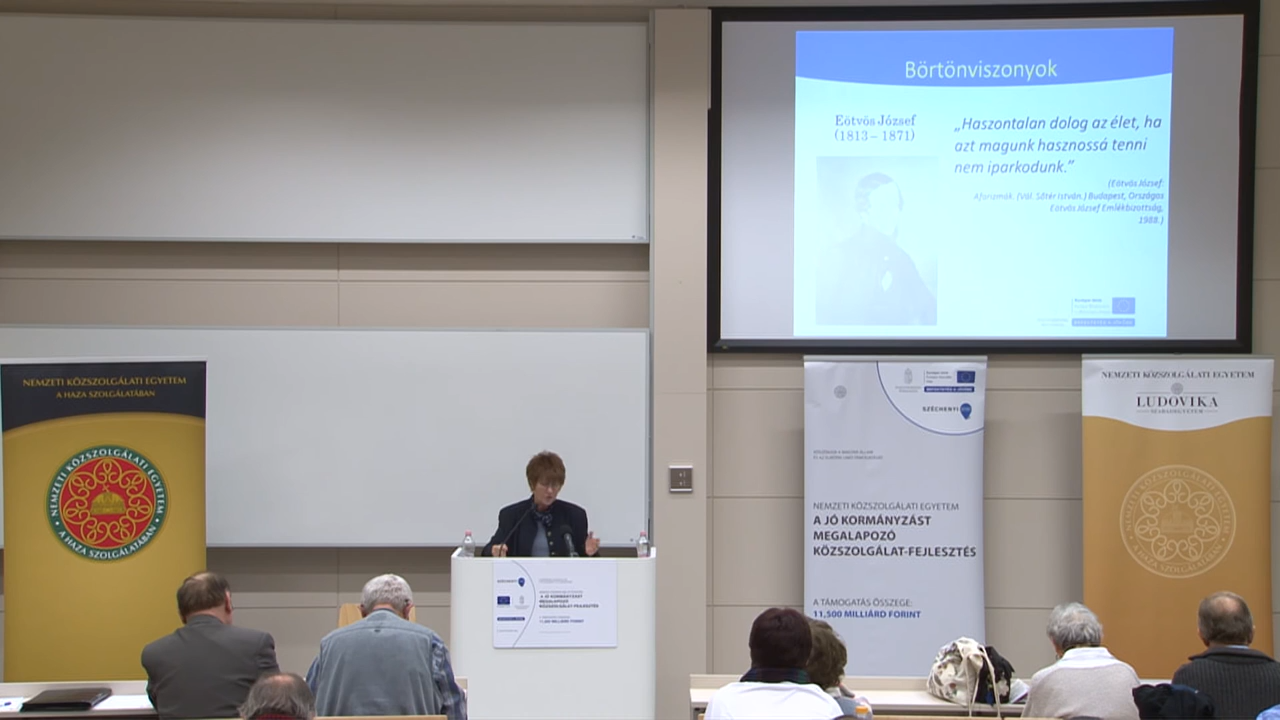 Börtönviszonyok
Eötvös József
(1813 – 1871)
„Haszontalan dolog az élet, ha
azt magunk hasznossá tenni
nem iparkodunk.”
(Eötvös József:
Aforizmák. (Vál. Sőtér István.) Budapest, Országos
Eötvös József Emlékbizottság,
1988.)
NEMZETI KÖZSZOLGÁLATI EGYETEM
A HAZA SZOLGÁLATÁBAN
NEMZETI KÖZSZOLGÁLATI EGYETEM
• A HAZA SZOLGÁLATÁBAN •
SZÉCHENYI
A JÓ KORMÁNYZÁST
MEGALAPOZÓ
KÖZSZOLGÁLAT-FEJLESZTÉS
SZÉCHENYI
NEMZETI KÖZSZOLGÁLATI EGYETEM
A JÓ KORMÁNYZÁST
MEGALAPOZÓ
KÖZSZOLGÁLAT-FEJLESZTÉS
A TÁMOGATÁS ÖSSZEGE:
11,500 MILLIÁRD FORINT
NEMZETI KÖZSZOLGÁLATI EGYETEM
LUDOVIKA
SZABADEGYETEM